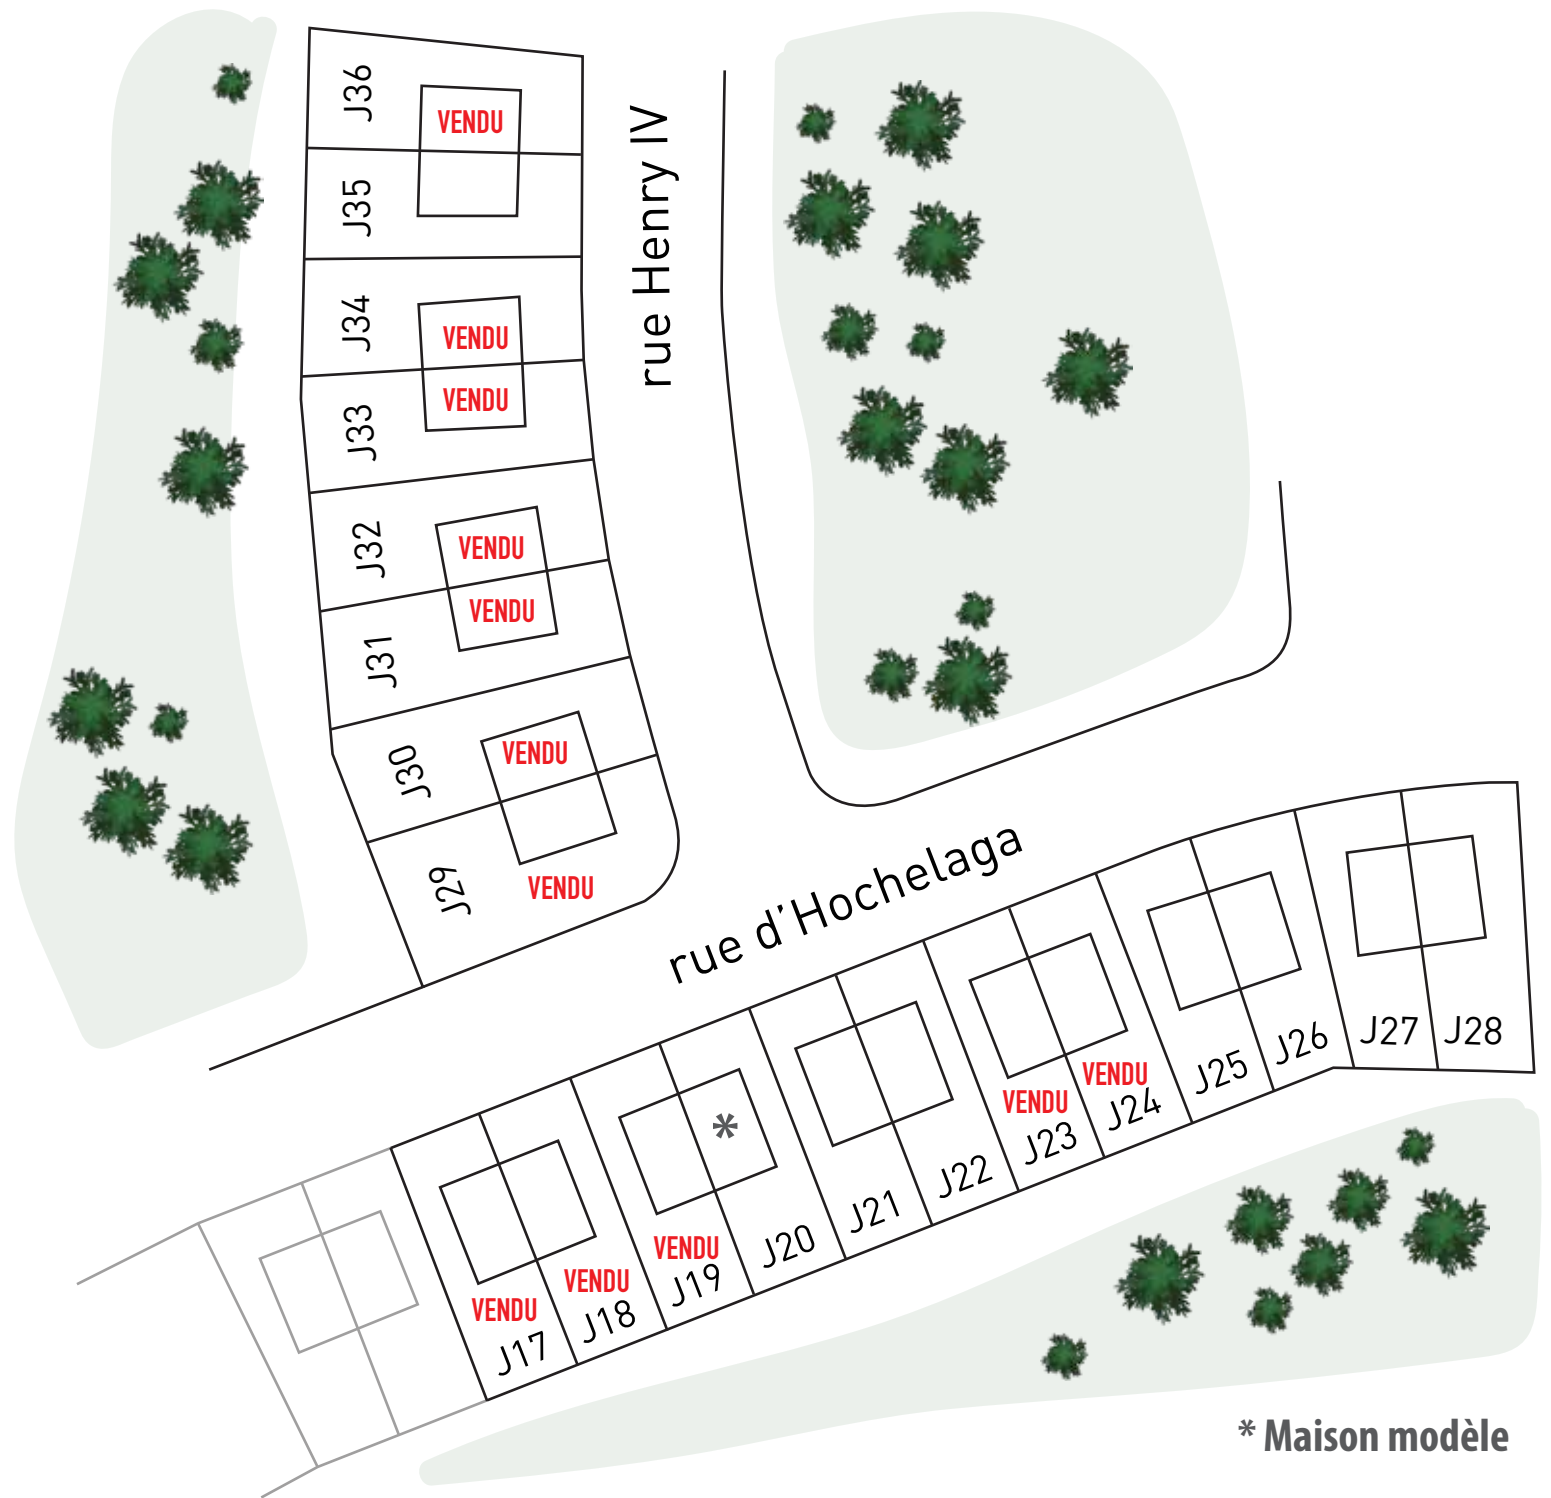 J36
VENDU
J35
J34
VENDU
J33
VENDU
J32
VENDU
J31
VENDU
J30
VENDU
J29
VENDU
rue Henry IV
rue d'Hochelaga
VENDU
J17
VENDU
J18
VENDU
J19
*
J20
J21
J22
VENDU
J23
VENDU
J24
J25
J26
J27
J28
* Maison modèle